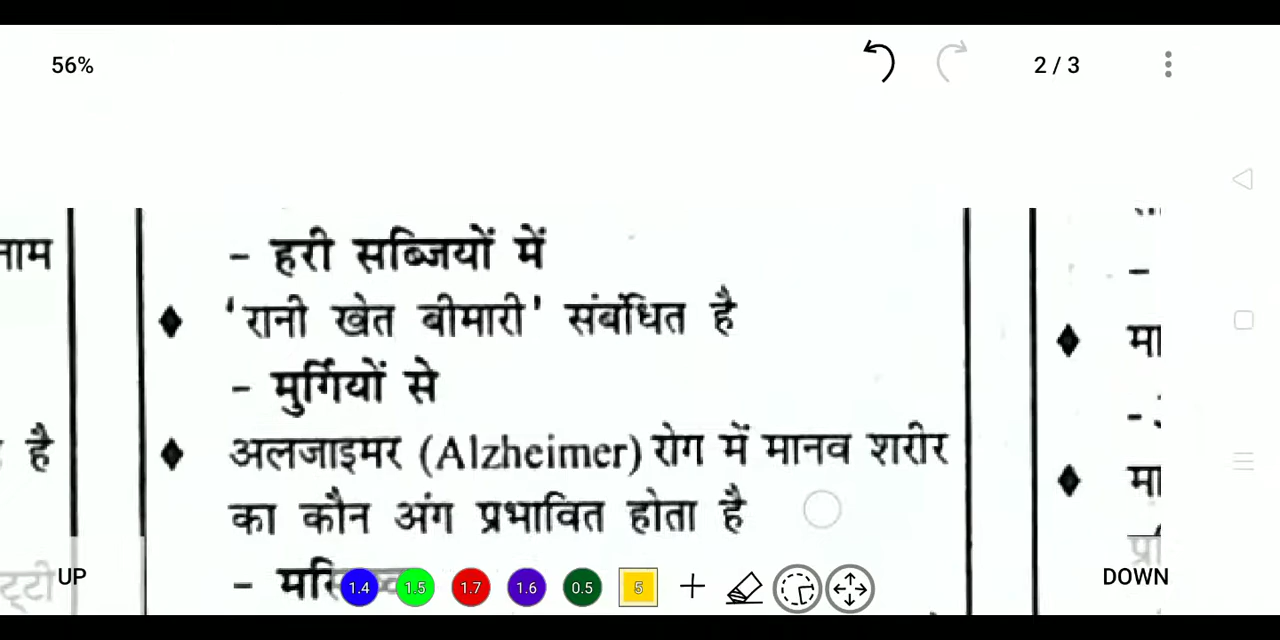 56%
2 / 3
नाम
- हरी सब्जियों में
◆ 'रानी खेत बीमारी' संबंधित है
- मुर्गियों से
है
◆ अलजाइमर (Alzheimer) रोग में मानव शरीर
का कौन अंग प्रभावित होता है
◆ मा
◆ मा
UP
1.4
1.5
1.7
1.6
0.5
5
DOWN